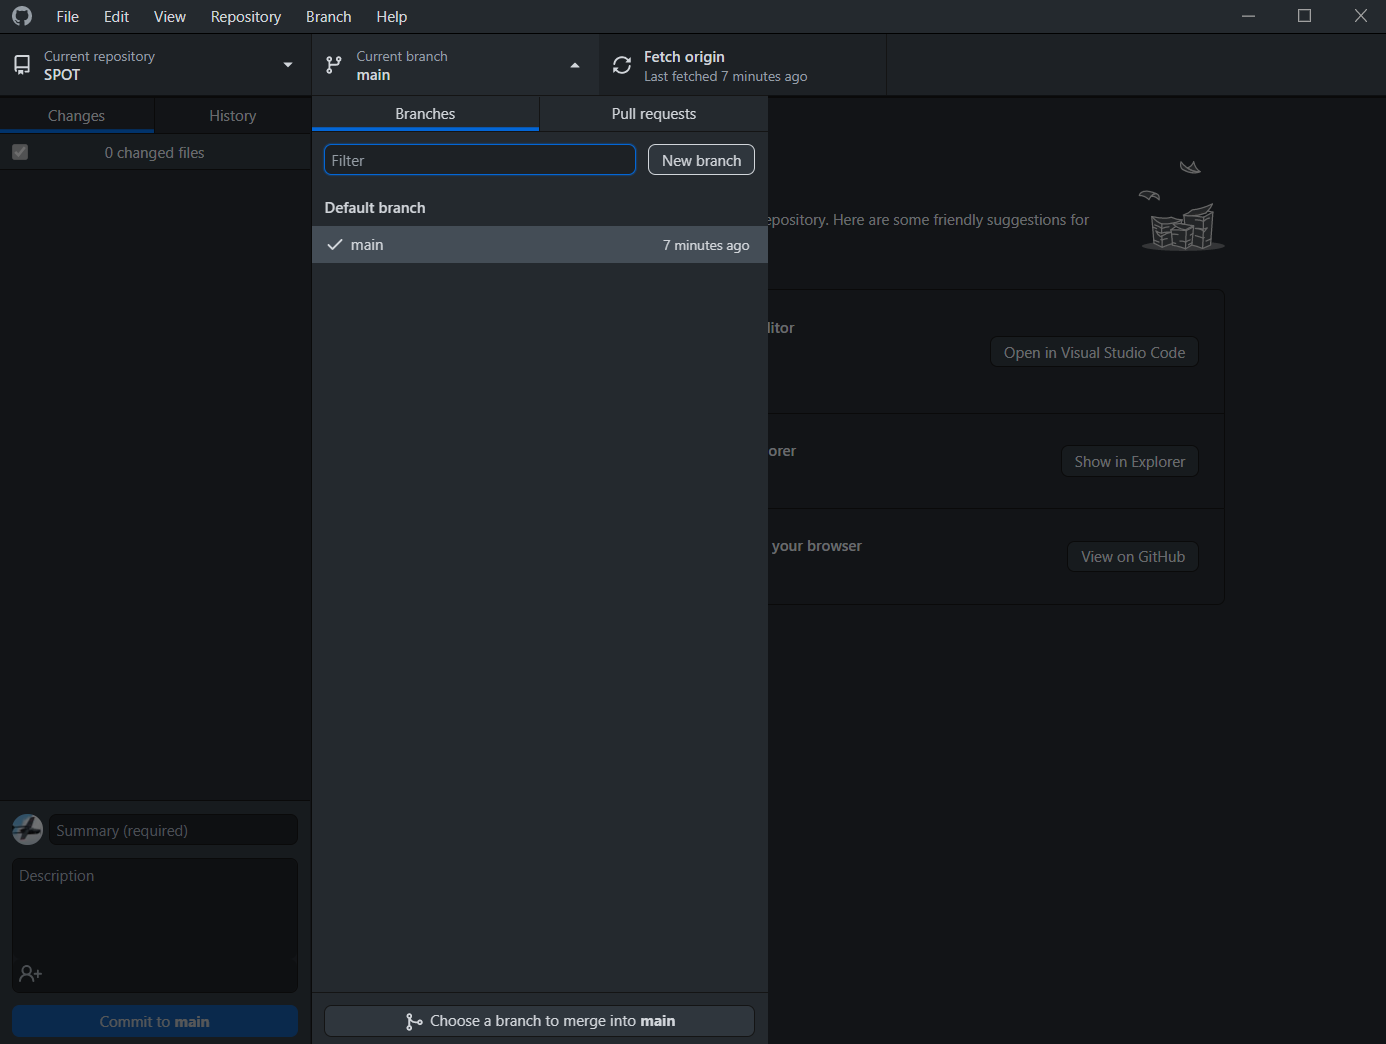 File Edit View Repository Branch Help
Current repository
SPOT
Current branch
main
Fetch origin
Last fetched 7 minutes ago
Changes
History
0 changed files
Branches
Pull requests
Filter
New branch
Default branch
main
7 minutes ago
epository. Here are some friendly suggestions for
litor
Open in Visual Studio Code
orer
Show in Explorer
your browser
View on GitHub
Summary (required)
Description
Commit to main
Choose a branch to merge into main